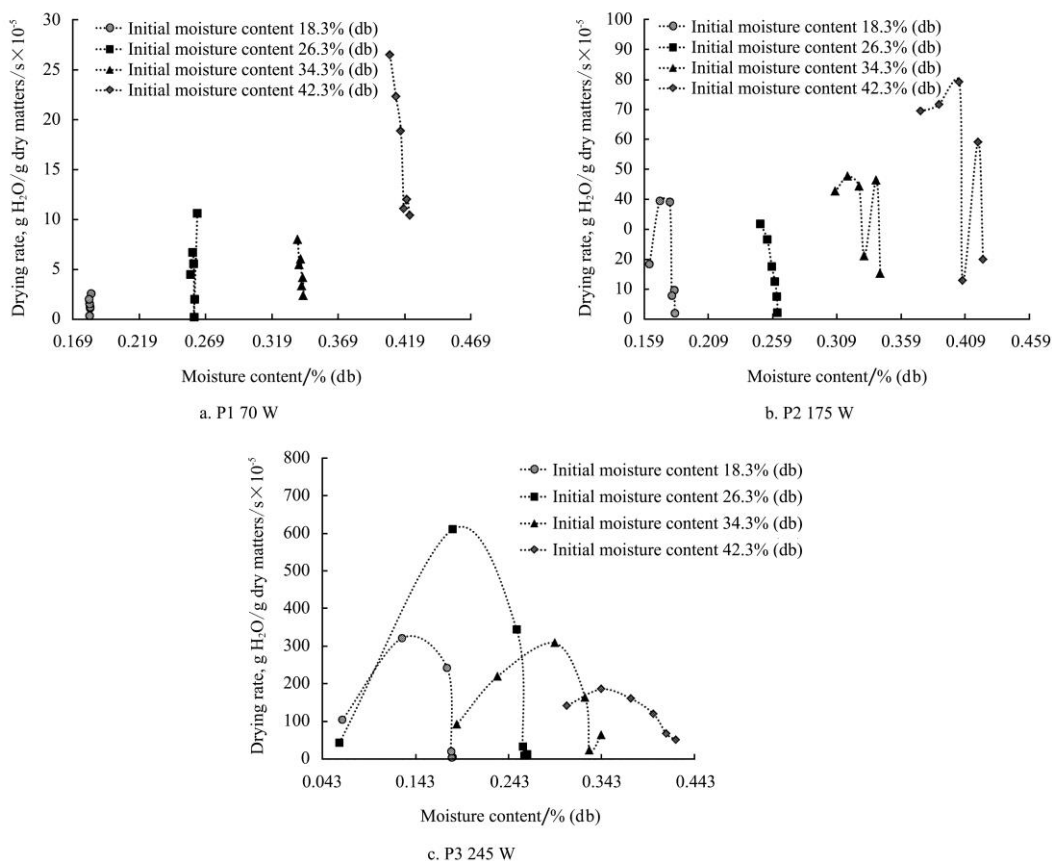 30
25
20
15
10
5
0
Drying rate, g H₂O/g dry matters/s×10⁻⁵
Initial moisture content 18.3% (db)
Initial moisture content 26.3% (db)
Initial moisture content 34.3% (db)
Initial moisture content 42.3% (db)
0.169 0.219 0.269 0.319 0.369 0.419 0.469
Moisture content/% (db)
a. P1 70 W
100
90
80
60
50
40
0
20
10
0
Drying rate, g H₂O/g dry matters/s×10⁻⁵
Initial moisture content 18.3% (db)
Initial moisture content 26.3% (db)
Initial moisture content 34.3% (db)
Initial moisture content 42.3% (db)
0.159 0.209 0.259 0.309 0.359 0.409 0.459
Moisture content/% (db)
b. P2 175 W
800
700
600
500
400
300
200
100
0
Drying rate, g H₂O/g dry matters/s×10⁻⁵
Initial moisture content 18.3% (db)
Initial moisture content 26.3% (db)
Initial moisture content 34.3% (db)
Initial moisture content 42.3% (db)
0.043 0.143 0.243 0.343 0.443
Moisture content/% (db)
c. P3 245 W